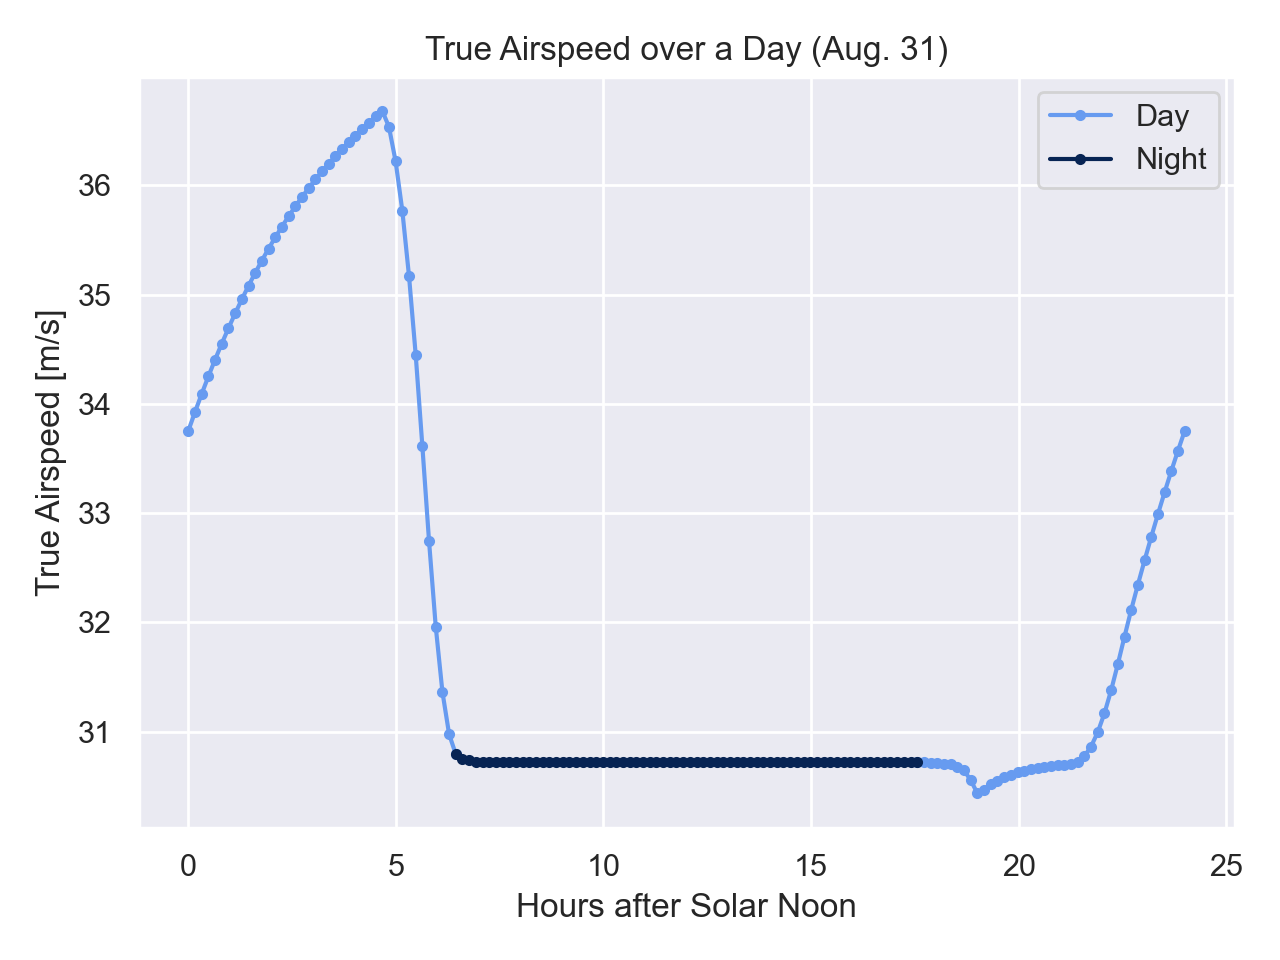 True Airspeed over a Day (Aug. 31)
Day
Night
True Airspeed [m/s]
36
35
34
33
32
31
0 5 10 15 20 25
Hours after Solar Noon